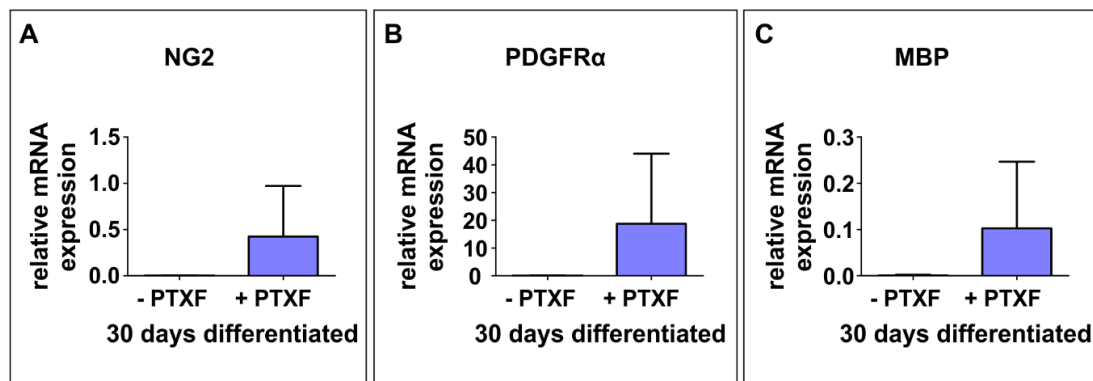 A
NG2
relative mRNA
expression
1.5
1.0
0.5
0.0
- PTXF + PTXF
30 days differentiated
B
PDGFRα
relative mRNA
expression
50
40
30
20
10
0
- PTXF + PTXF
30 days differentiated
C
MBP
relative mRNA
expression
0.3
0.2
0.1
0.0
- PTXF + PTXF
30 days differentiated